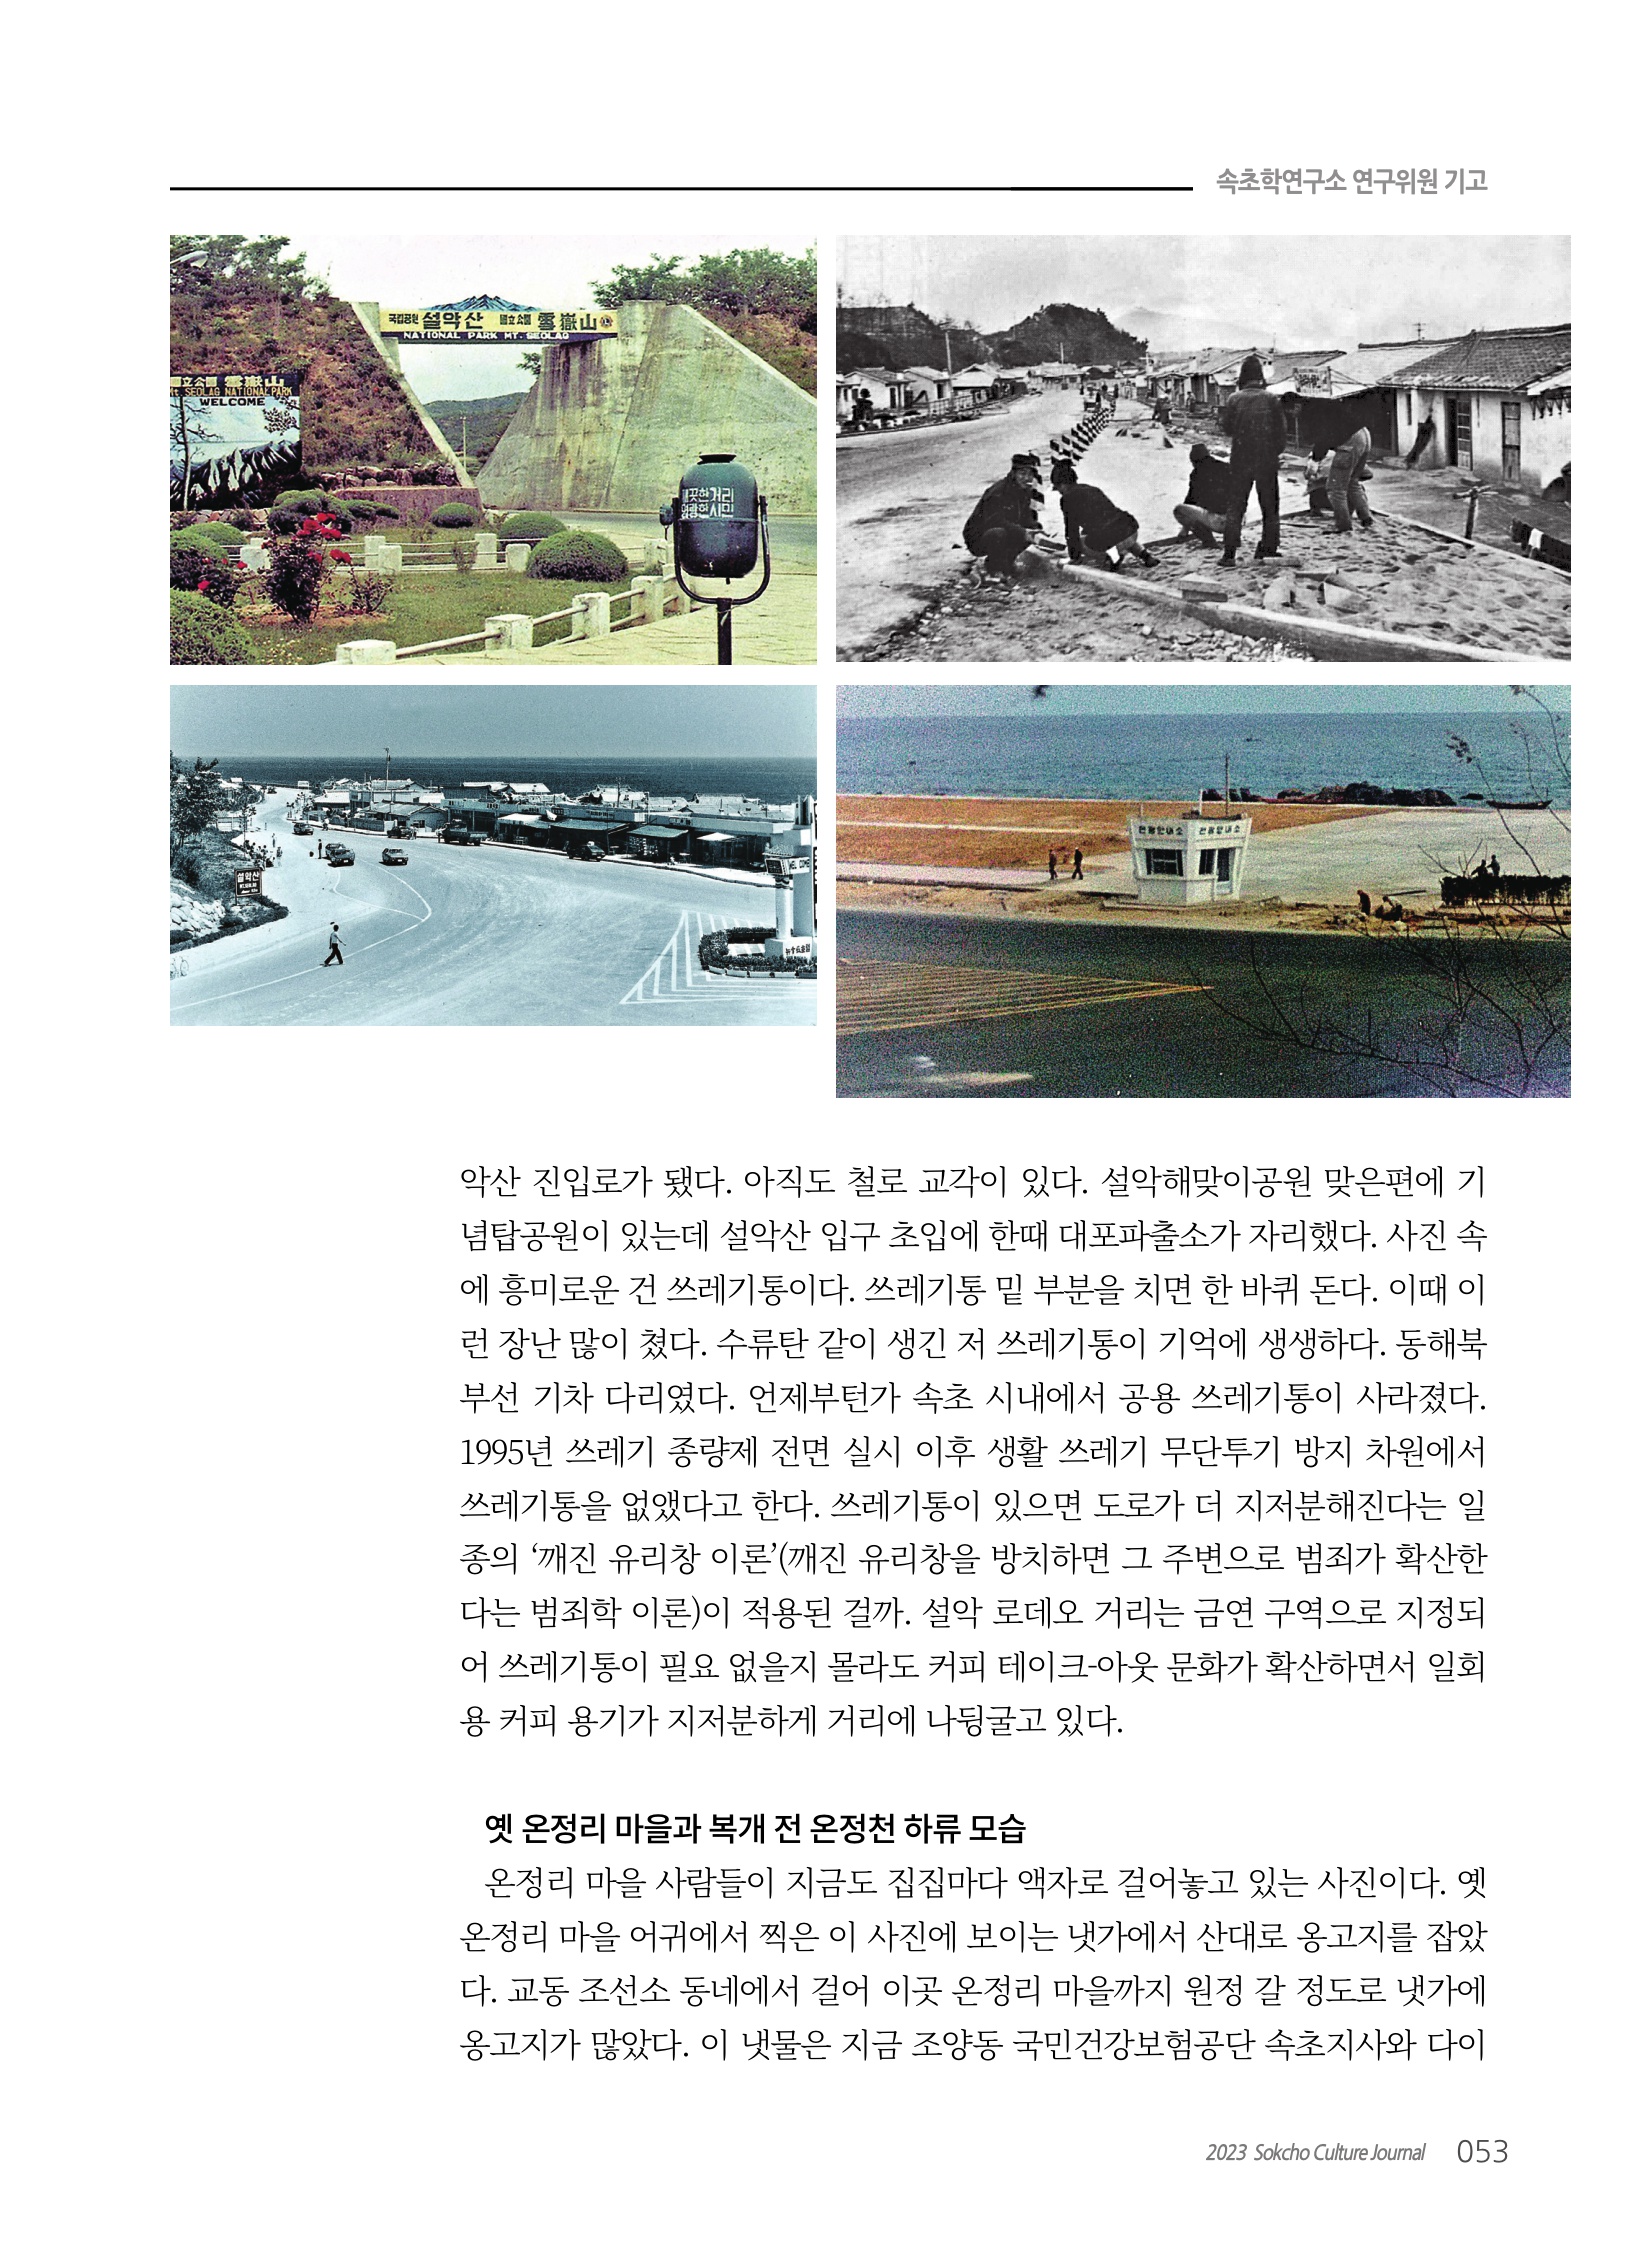 속초학연구소 연구위원 기고
국립공원 설악산 國立公園 雪嶽山
NATIONAL PARK MT. SEOLAG
國立公園 雪嶽山
Mt SEOLAG NATIONAL PARK
WELCOME
깨끗한거리
명랑한시민
설악산
관광안내소 관광안내소
악산 진입로가 됐다. 아직도 철로 교각이 있다. 설악해맞이공원 맞은편에 기
념탑공원이 있는데 설악산 입구 초입에 한때 대포파출소가 자리했다. 사진 속
에 흥미로운 건 쓰레기통이다. 쓰레기통 밑 부분을 치면 한 바퀴 돈다. 이때 이
런 장난 많이 쳤다. 수류탄 같이 생긴 저 쓰레기통이 기억에 생생하다. 동해북
부선 기차 다리였다. 언제부턴가 속초 시내에서 공용 쓰레기통이 사라졌다.
1995년 쓰레기 종량제 전면 실시 이후 생활 쓰레기 무단투기 방지 차원에서
쓰레기통을 없앴다고 한다. 쓰레기통이 있으면 도로가 더 지저분해진다는 일
종의 ‘깨진 유리창 이론’(깨진 유리창을 방치하면 그 주변으로 범죄가 확산한
다는 범죄학 이론)이 적용된 걸까. 설악 로데오 거리는 금연 구역으로 지정되
어 쓰레기통이 필요 없을지 몰라도 커피 테이크-아웃 문화가 확산하면서 일회
용 커피 용기가 지저분하게 거리에 나뒹굴고 있다.
옛 온정리 마을과 복개 전 온정천 하류 모습
온정리 마을 사람들이 지금도 집집마다 액자로 걸어놓고 있는 사진이다. 옛
온정리 마을 어귀에서 찍은 이 사진에 보이는 냇가에서 산대로 옹고지를 잡았
다. 교동 조선소 동네에서 걸어 이곳 온정리 마을까지 원정 갈 정도로 냇가에
옹고지가 많았다. 이 냇물은 지금 조양동 국민건강보험공단 속초지사와 다이
2023 Sokcho Culture Journal 053